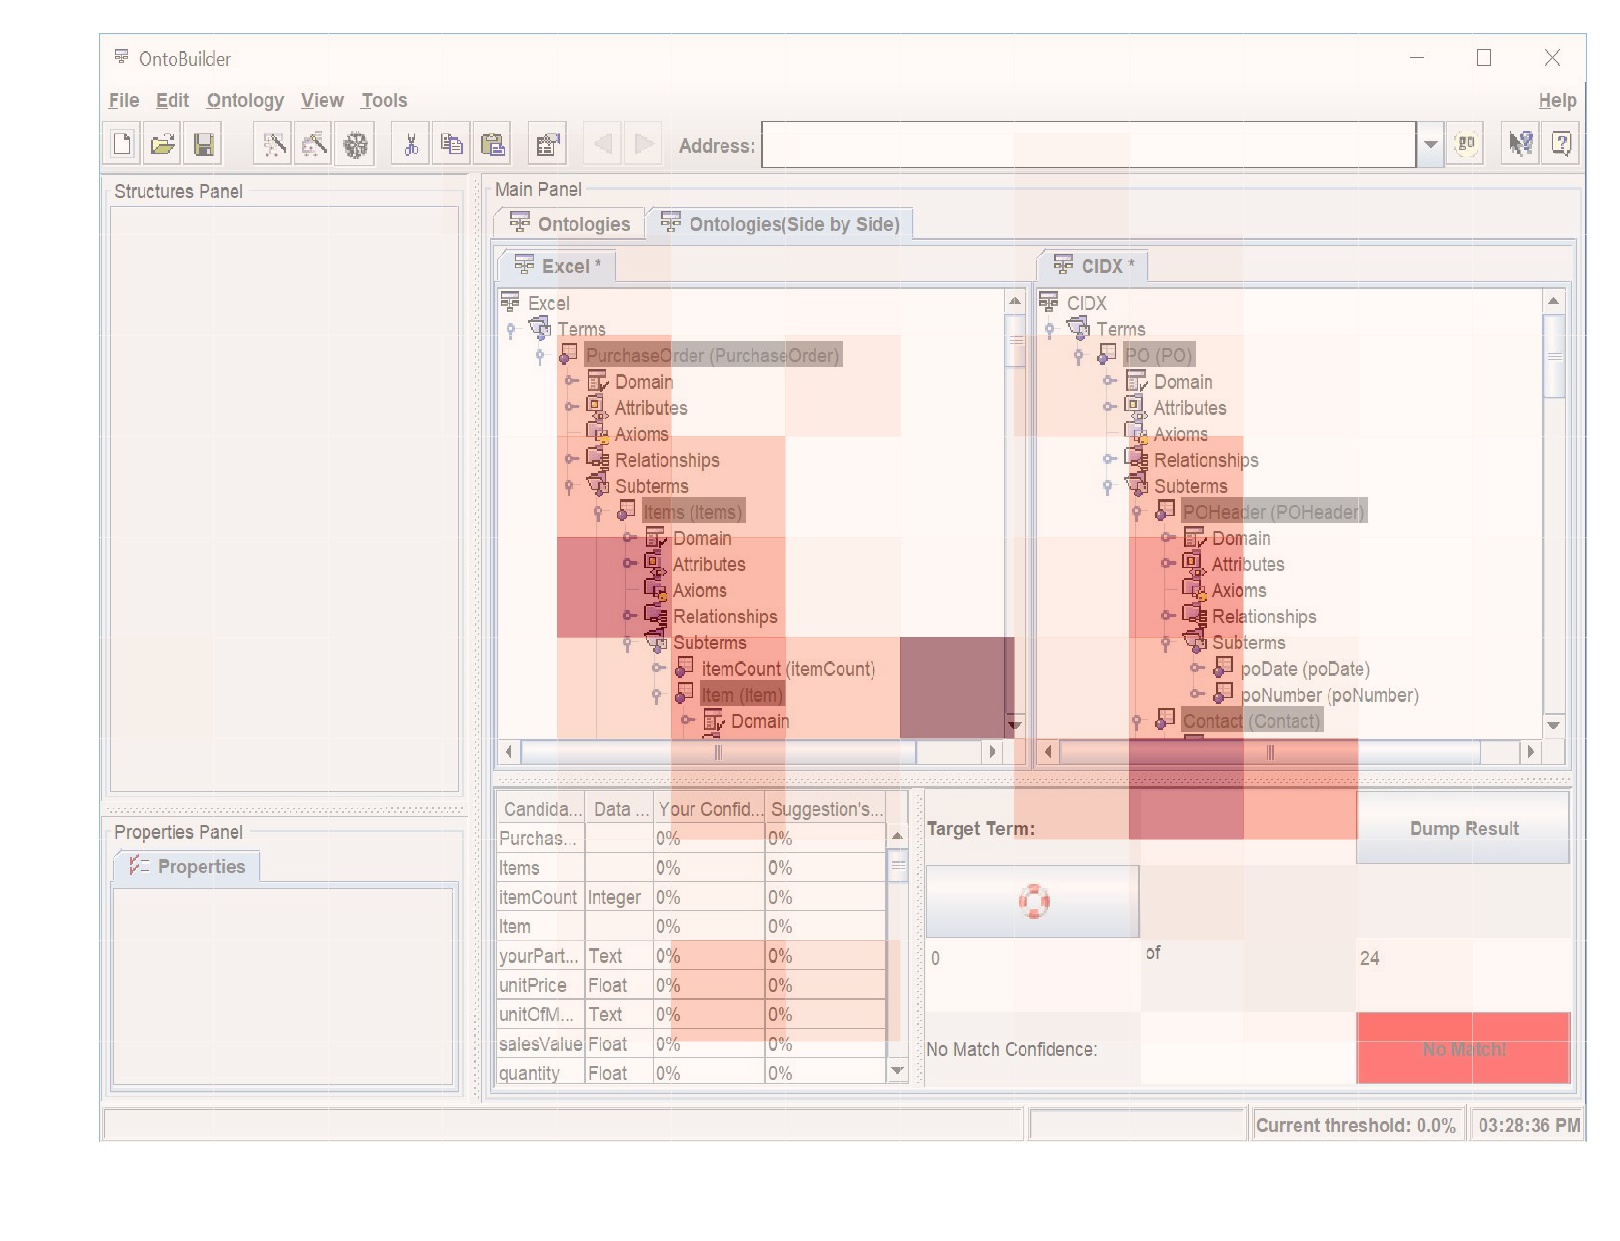 OntoBuilder
File Edit Ontology View Tools Help
Address: go
Structures Panel
Main Panel
Ontologies
Ontologies(Side by Side)
Excel *
Excel
Terms
PurchaseOrder (PurchaseOrder)
Domain
Attributes
Axioms
Relationships
Subterms
Items (Items)
Domain
Attributes
Axioms
Relationships
Subterms
itemCount (itemCount)
Item (Item)
Domain
CIDX *
CIDX
Terms
PO (PO)
Domain
Attributes
Axioms
Relationships
Subterms
POHeader (POHeader)
Domain
Attributes
Axioms
Relationships
Subterms
poDate (poDate)
poNumber (poNumber)
Contact (Contact)
Candida... Data ... Your Confid... Suggestion's...
Purchas... 0% 0%
Items 0% 0%
itemCount Integer 0% 0%
Item 0% 0%
yourPart... Text 0% 0%
unitPrice Float 0% 0%
unitOfM... Text 0% 0%
salesValue Float 0% 0%
quantity Float 0% 0%
Target Term:
Dump Result
0 of 24
No Match Confidence:
No Match!
Properties Panel
Properties
Current threshold: 0.0% 03:28:36 PM